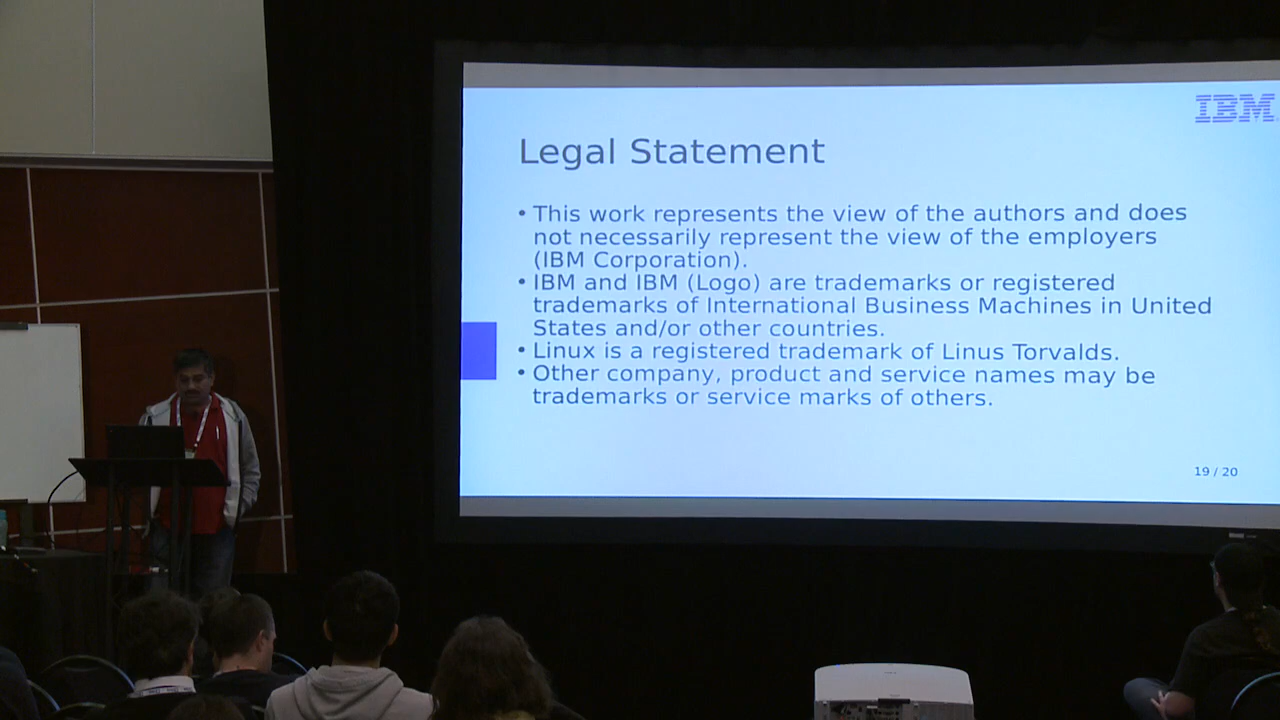 IBM
Legal Statement
• This work represents the view of the authors and does
not necessarily represent the view of the employers
(IBM Corporation).
• IBM and IBM (Logo) are trademarks or registered
trademarks of International Business Machines in United
States and/or other countries.
• Linux is a registered trademark of Linus Torvalds.
• Other company, product and service names may be
trademarks or service marks of others.
19 / 20